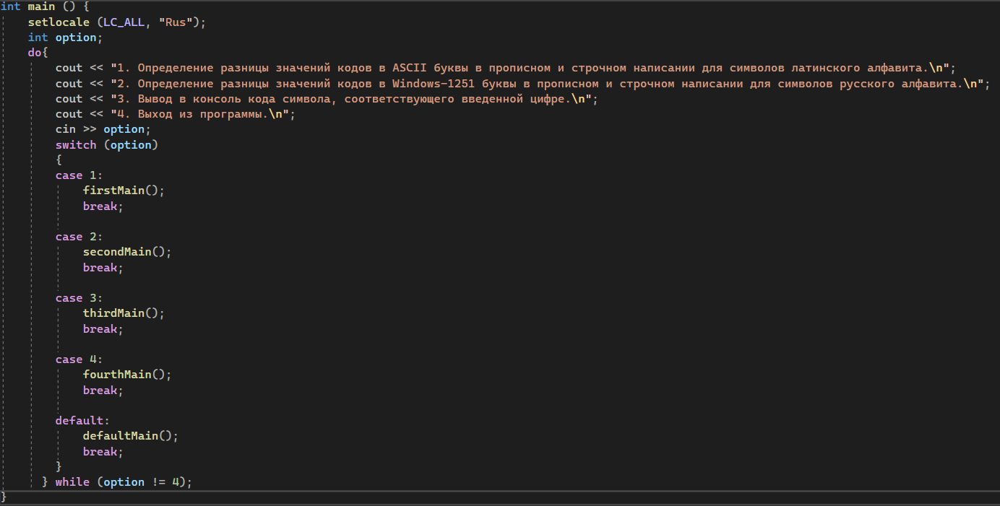 int main () {
setlocale (LC_ALL, "Rus");
int option;
do{
cout << "1. Определение разницы значений кодов в ASCII буквы в прописном и строчном написании для символов латинского алфавита.\n";
cout << "2. Определение разницы значений кодов в Windows-1251 буквы в прописном и строчном написании для символов русского алфавита.\n";
cout << "3. Вывод в консоль кода символа, соответствующего введенной цифре.\n";
cout << "4. Выход из программы.\n";
cin >> option;
switch (option)
{
case 1:
firstMain();
break;
case 2:
secondMain();
break;
case 3:
thirdMain();
break;
case 4:
fourthMain();
break;
default:
defaultMain();
break;
}
} while (option != 4);
}